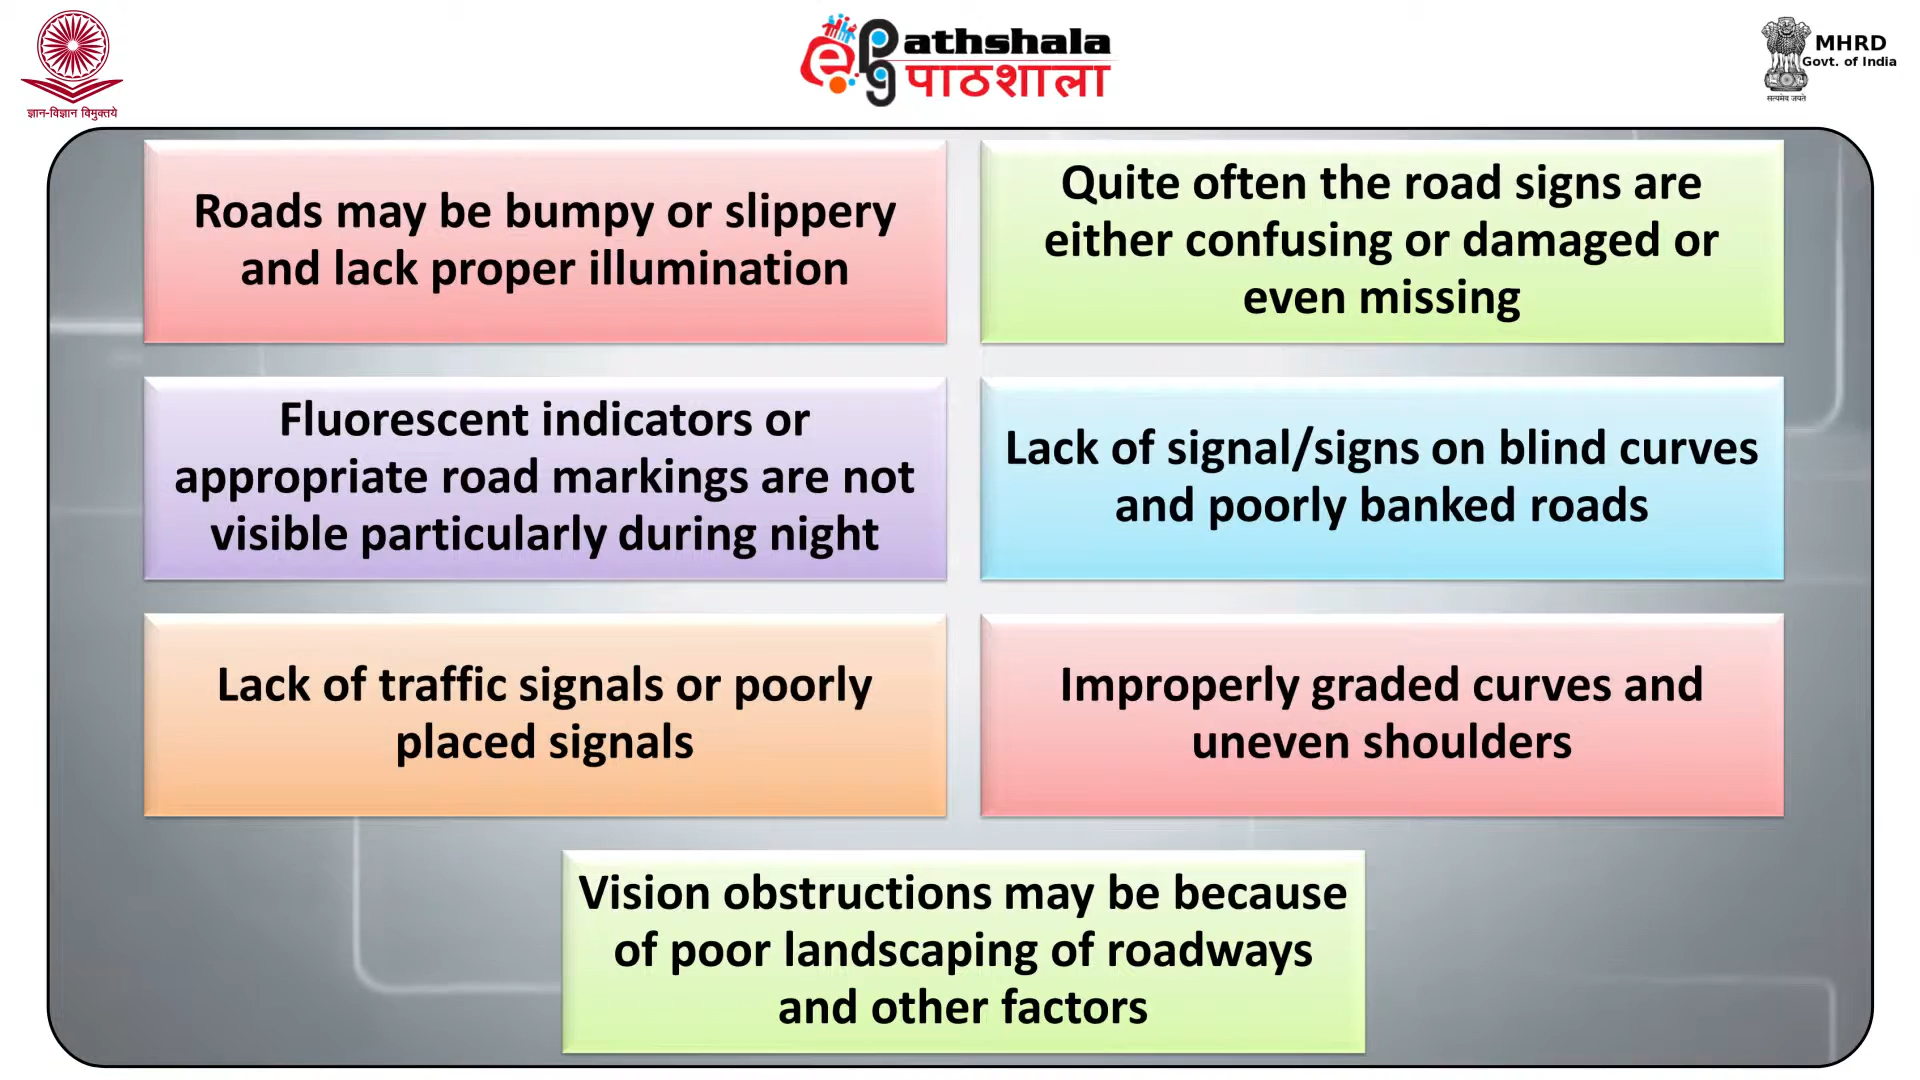 ज्ञान-विज्ञान विमुक्तये
e PG athshala
पाठशाला
MHRD
Govt. of India
सत्यमेव जयते
Roads may be bumpy or slippery
and lack proper illumination
Quite often the road signs are
either confusing or damaged or
even missing
Fluorescent indicators or
appropriate road markings are not
visible particularly during night
Lack of signal/signs on blind curves
and poorly banked roads
Lack of traffic signals or poorly
placed signals
Improperly graded curves and
uneven shoulders
Vision obstructions may be because
of poor landscaping of roadways
and other factors